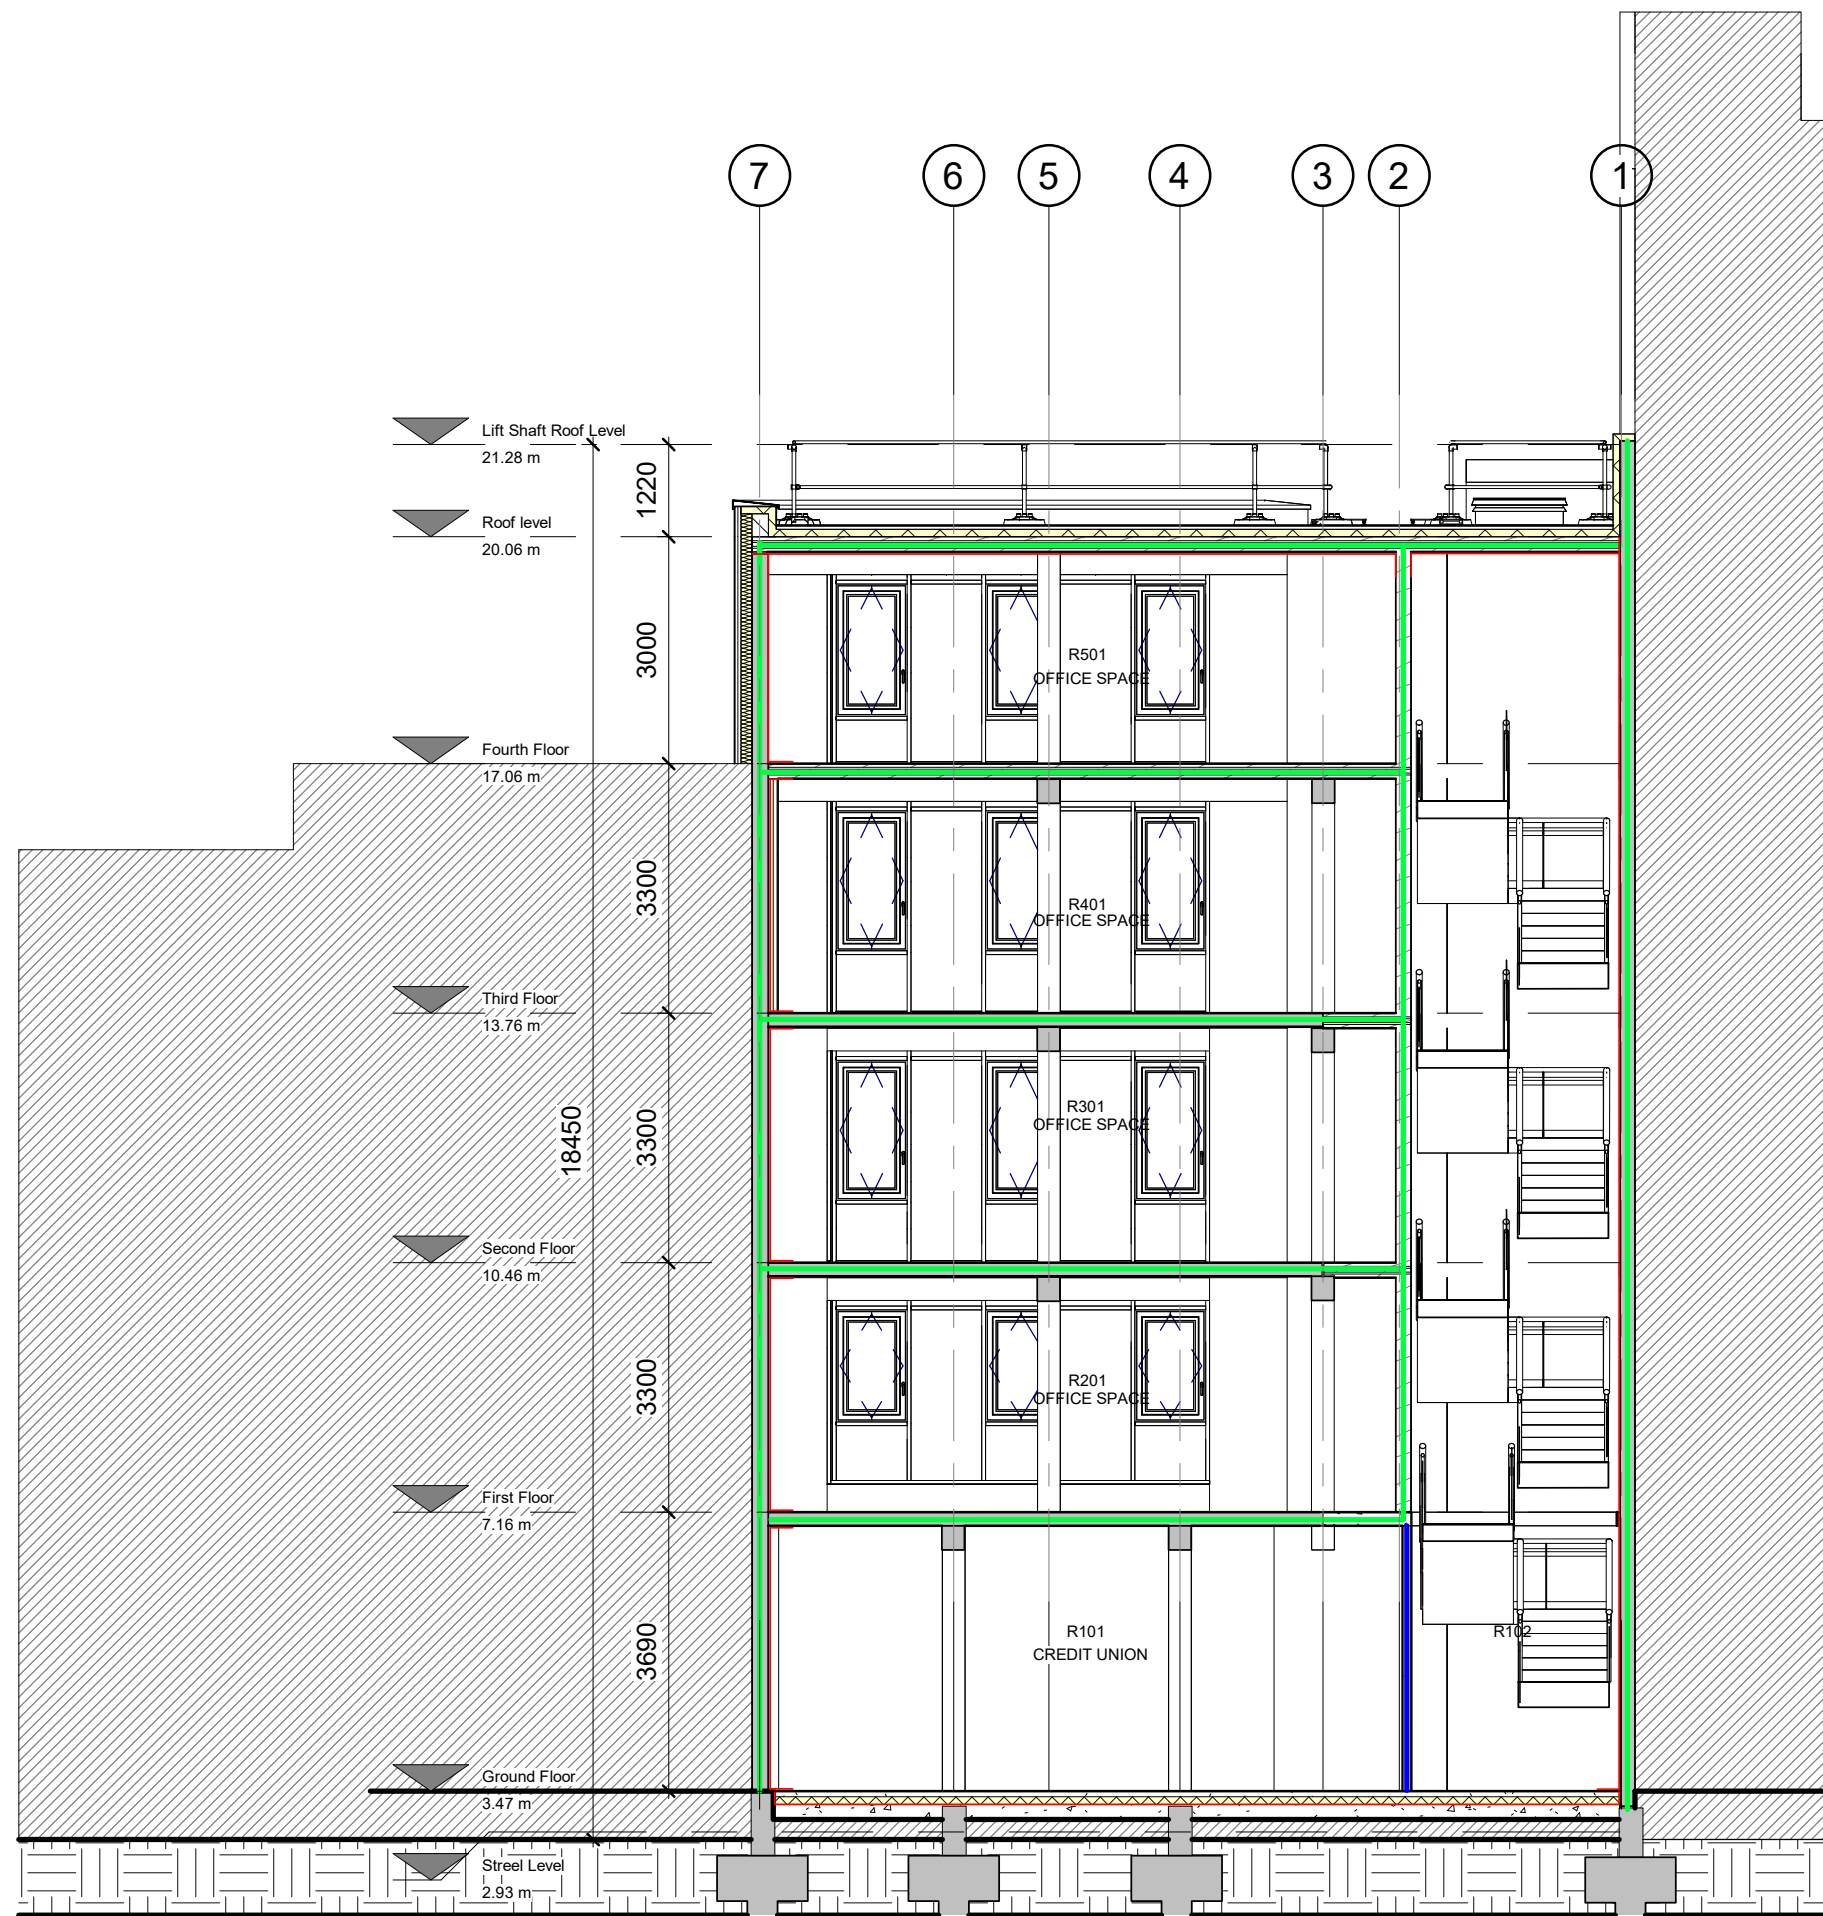 7 6 5 4 3 2 1
Lift Shaft Roof Level
21.28 m
1220
Roof level
20.06 m
3000
R501
OFFICE SPACE
Fourth Floor
17.06 m
3300
R401
OFFICE SPACE
Third Floor
13.76 m
18450
3300
R301
OFFICE SPACE
Second Floor
10.46 m
3300
R201
OFFICE SPACE
First Floor
7.16 m
3690
R101
CREDIT UNION
R102
Ground Floor
3.47 m
Streel Level
2.93 m